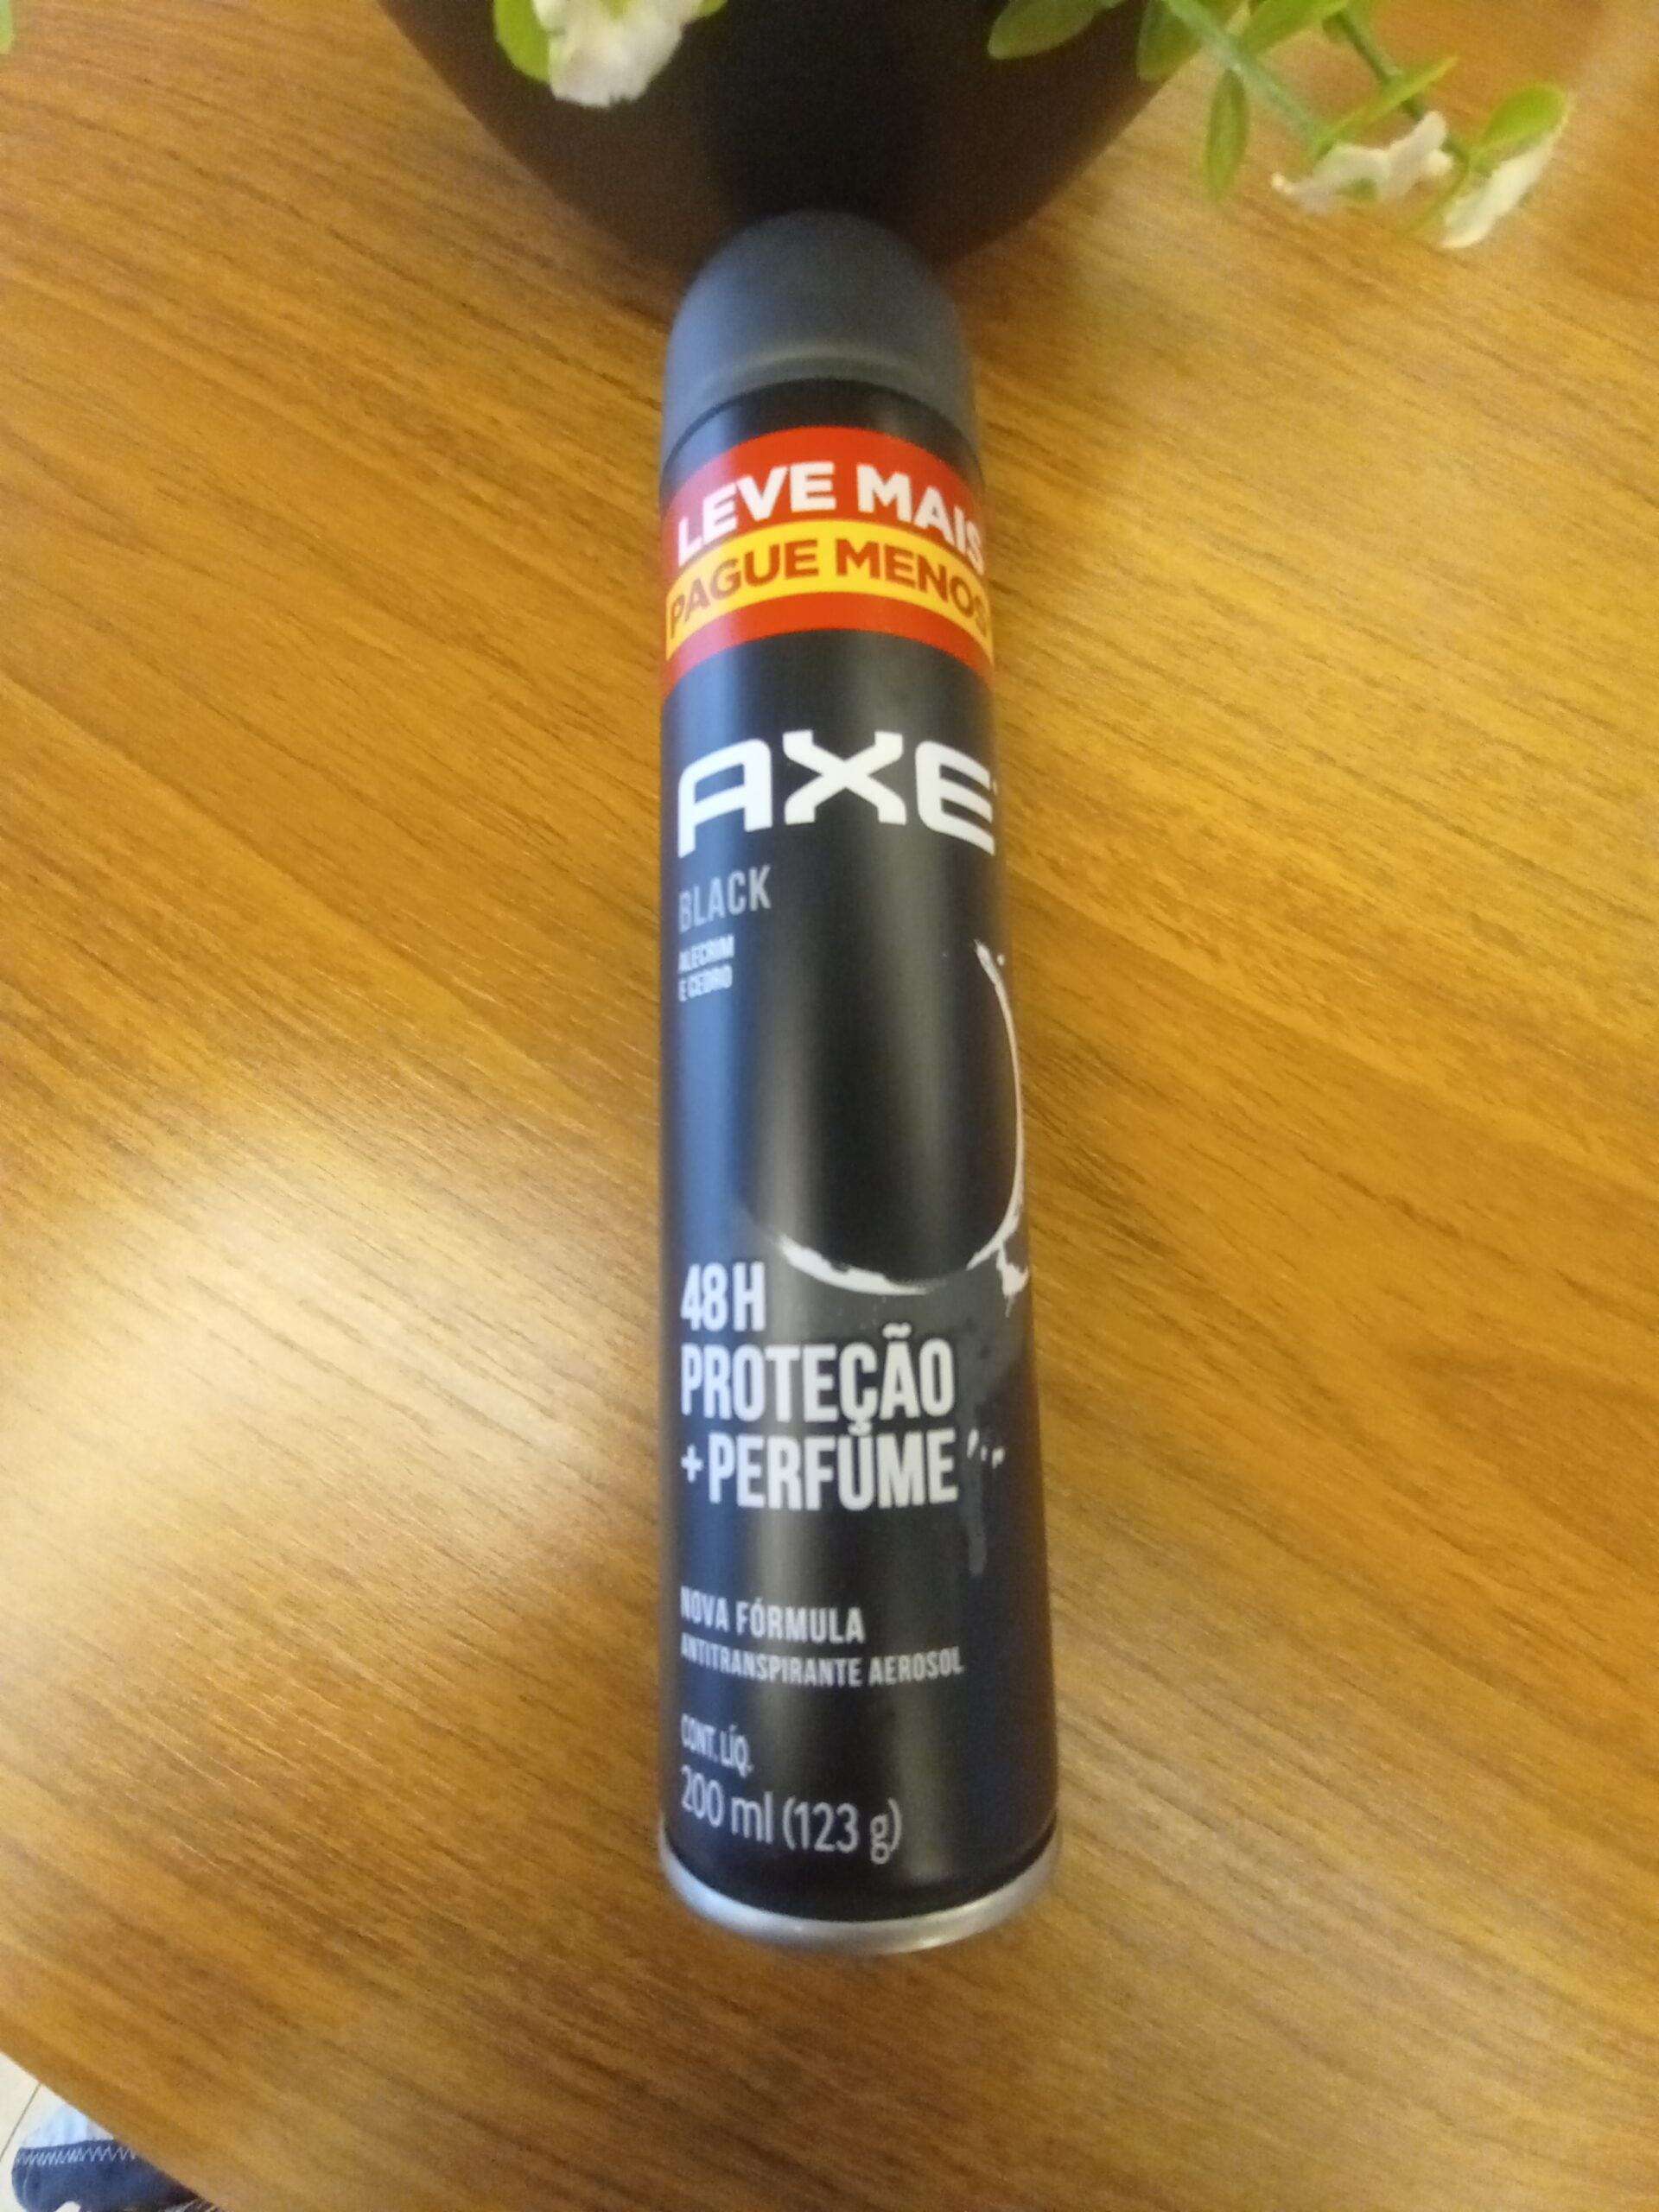 LEVE MAIS
PAGUE MENOS
AXE
BLACK
ALECRIM
E CEDRO
48H
PROTEÇÃO
+PERFUME
NOVA FÓRMULA
ANTITRANSPIRANTE AEROSOL
CONT. LÍQ.
200 ml (123 g)